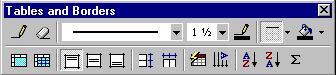 Tables and Borders
1 ½
A Z Z A Σ